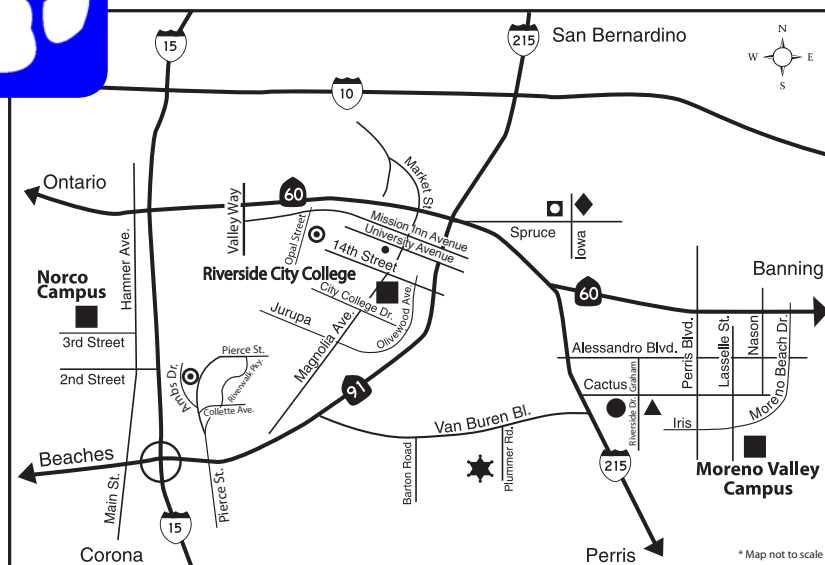 15
215
San Bernardino
N
W E
S
10
Ontario
60
Market St
Valley Way
Opal Street
Mission Inn Avenue
University Avenue
14th Street
Spruce
Iowa
Hamner Ave.
Riverside City College
Norco
Campus
City College Dr.
Olivewood Ave.
60
Banning
Jurupa
Magnolia Ave.
3rd Street
2nd Street
Pierce St.
Riverwalk Pky.
Ambs Dr.
Collette Ave.
91
Alessandro Blvd.
Cactus
Graham
Riverside Dr.
Perris Blvd.
Lasselle St.
Nason
Moreno Beach Dr.
Iris
Van Buren Bl.
Barton Road
Plummer Rd.
Beaches
Main St.
Pierce St.
215
Moreno Valley
Campus
15
Corona
Perris
* Map not to scale